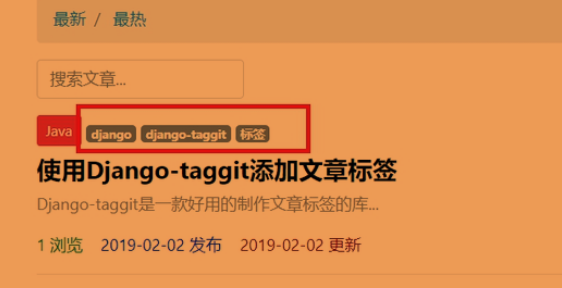 最新 / 最热
搜索文章...
Java django django-taggit 标签
使用Django-taggit添加文章标签
Django-taggit是一款好用的制作文章标签的库...
1 浏览 2019-02-02 发布 2019-02-02 更新